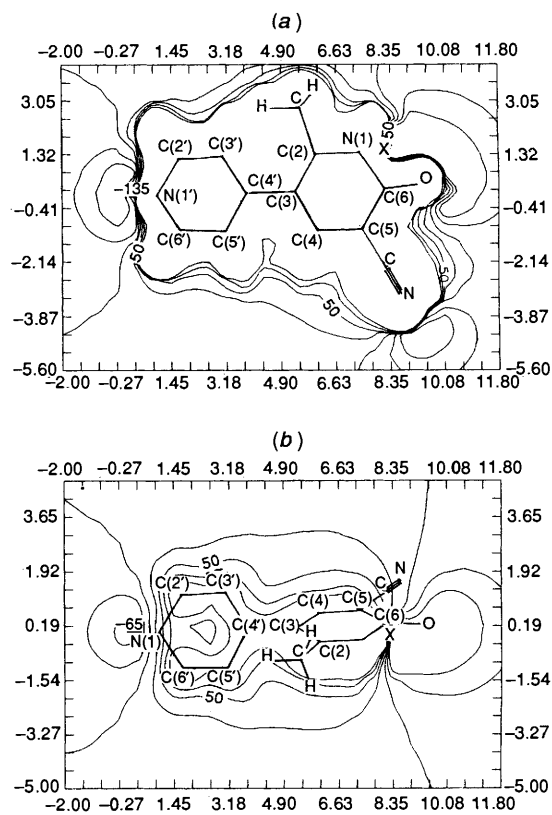 (a)
−2.00 −0.27 1.45 3.18 4.90 6.63 8.35 10.08 11.80
3.05 H H C 50 3.05
C(2′) C(3′) N(1) X
1.32 C(2) 1.32
−135 N(1′) C(4′) O
−0.41 C(3) C(6) −0.41
C(6′) C(5′) C(4) C(5)
−2.14 50 C 50 −2.14
50 N
−3.87 −3.87
−5.60 −5.60
−2.00 −0.27 1.45 3.18 4.90 6.63 8.35 10.08 11.80
(b)
−2.00 −0.27 1.45 3.18 4.90 6.63 8.35 10.08 11.80
3.65 3.65
1.92 50 N 1.92
C(2′) C(3′) C(4) C(5) C
C(6)
0.19 −65 C(4′) C(3) H O 0.19
N(1) X
H C C(2)
−1.54 C(6′) C(5′) H −1.54
50
−3.27 −3.27
−5.00 −5.00
−2.00 −0.27 1.45 3.18 4.90 6.63 8.35 10.08 11.80